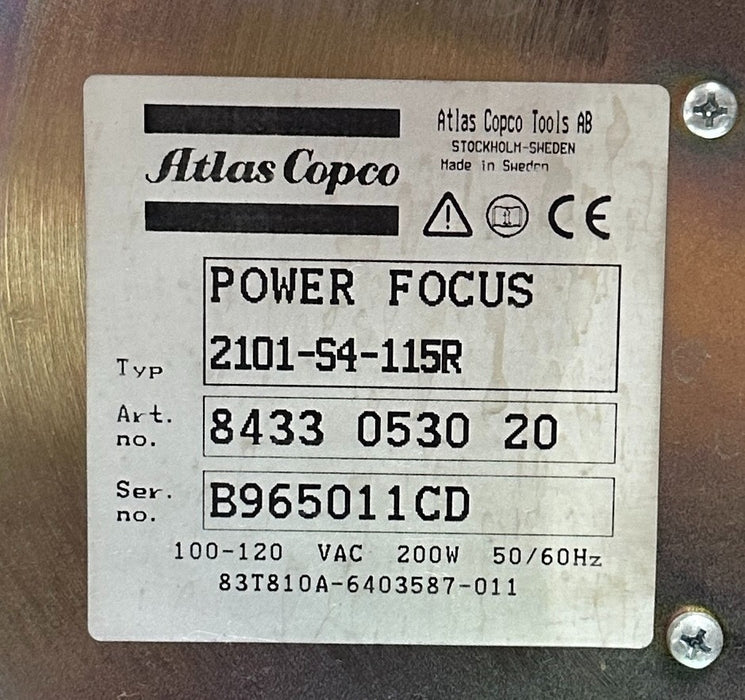 Atlas Copco
Atlas Copco Tools AB
STOCKHOLM-SWEDEN
Made in Sweden
CE
Typ
POWER FOCUS
2101-S4-115R
Art. no.
8433 0530 20
Ser. no.
B965011CD
100-120 VAC 200W 50/60Hz
83T810A-6403587-011